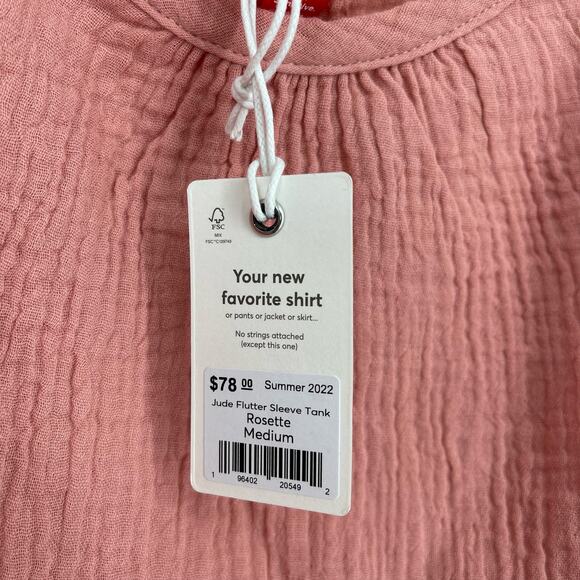 FSC
MIX
Your new
favorite shirt
or pants or jacket or skirt...
No strings attached
(except this one)
$78 00 Summer 2022
Jude Flutter Sleeve Tank
Rosette
Medium
1 96402 20549 2